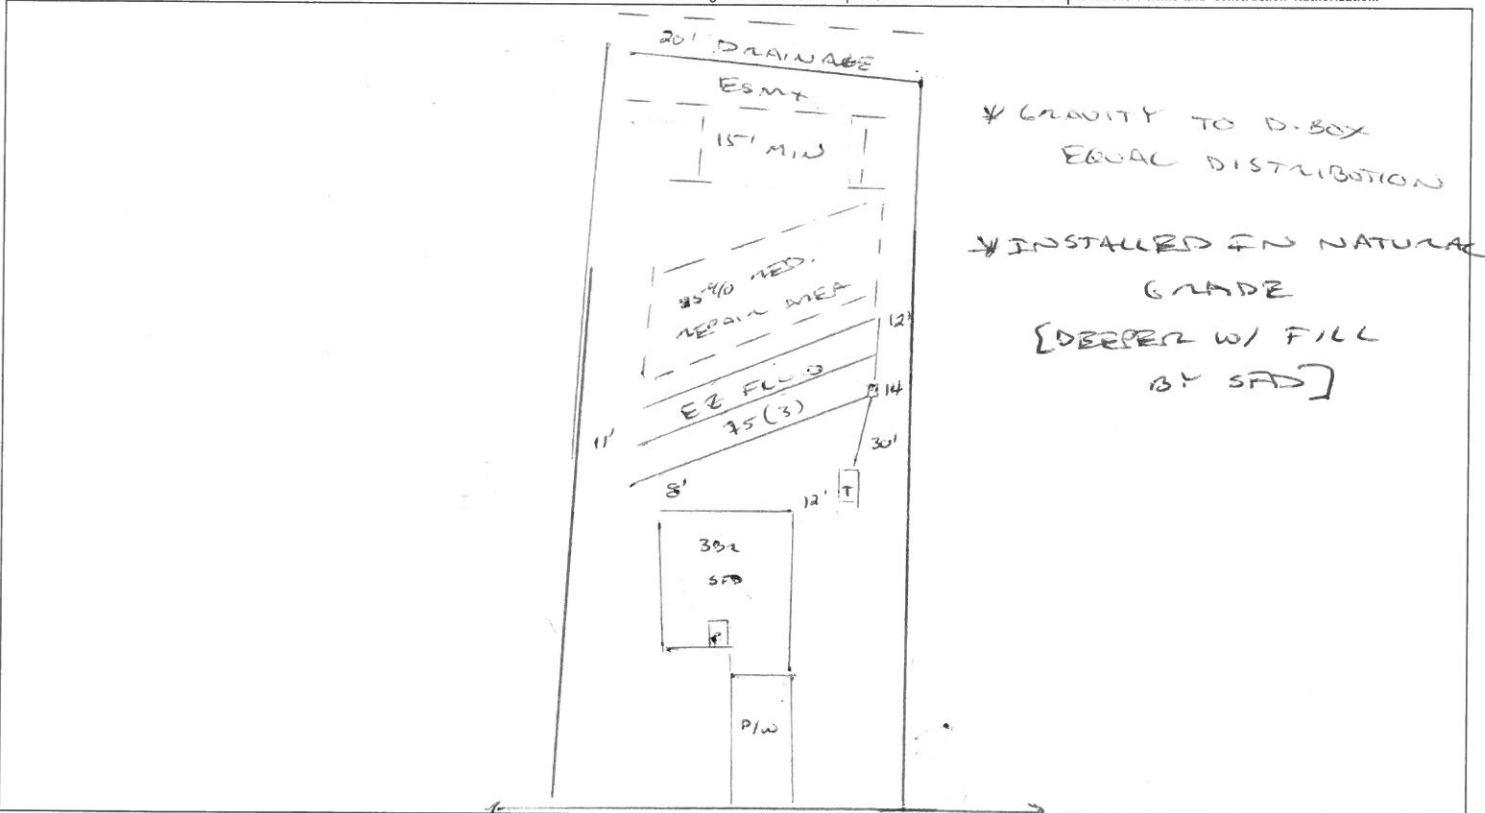 20' DRAINAGE
ESMT
15' MIN
* GRAVITY TO D-BOX
EQUAL DISTRIBUTION
* INSTALLED IN NATURAL
GRADE
[DEEPER W/ FILL
BY SFD]
25% RED.
REPAIR AREA
12'
EZ FLOW
14
75 (3)
11'
30'
8'
12'
T
3BR
SFD
P
P/W